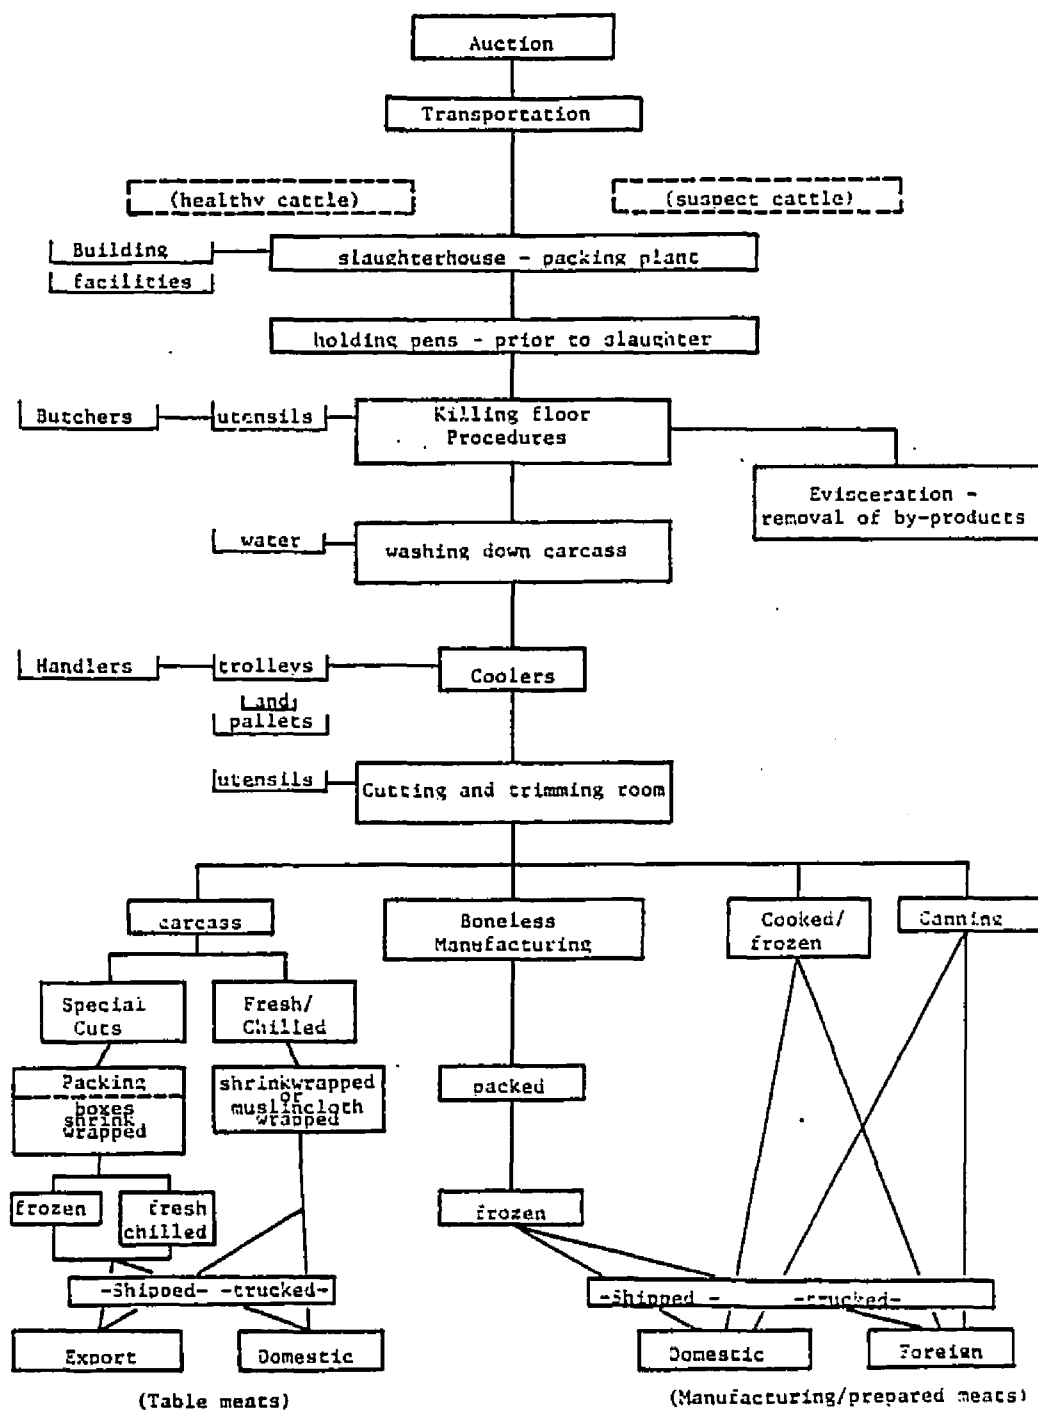 Auction
Transportation
(healthy cattle)
(suspect cattle)
Building
facilities
slaughterhouse - packing plant
holding pens - prior to slaughter
Butchers
utensils
Killing floor
Procedures
Evisceration -
removal of by-products
water
washing down carcass
Handlers
trolleys
and
pallets
Coolers
utensils
Cutting and trimming room
carcass
Boneless
Manufacturing
Cooked/
frozen
Canning
Special
Cuts
Fresh/
Chilled
Packing
boxes
shrink
wrapped
shrinkwrapped
or
muslincloth
wrapped
packed
frozen
fresh
chilled
frozen
-Shipped- -trucked-
-Shipped - -trucked-
Export
Domestic
Domestic
Foreign
(Table meats)
(Manufacturing/prepared meats)